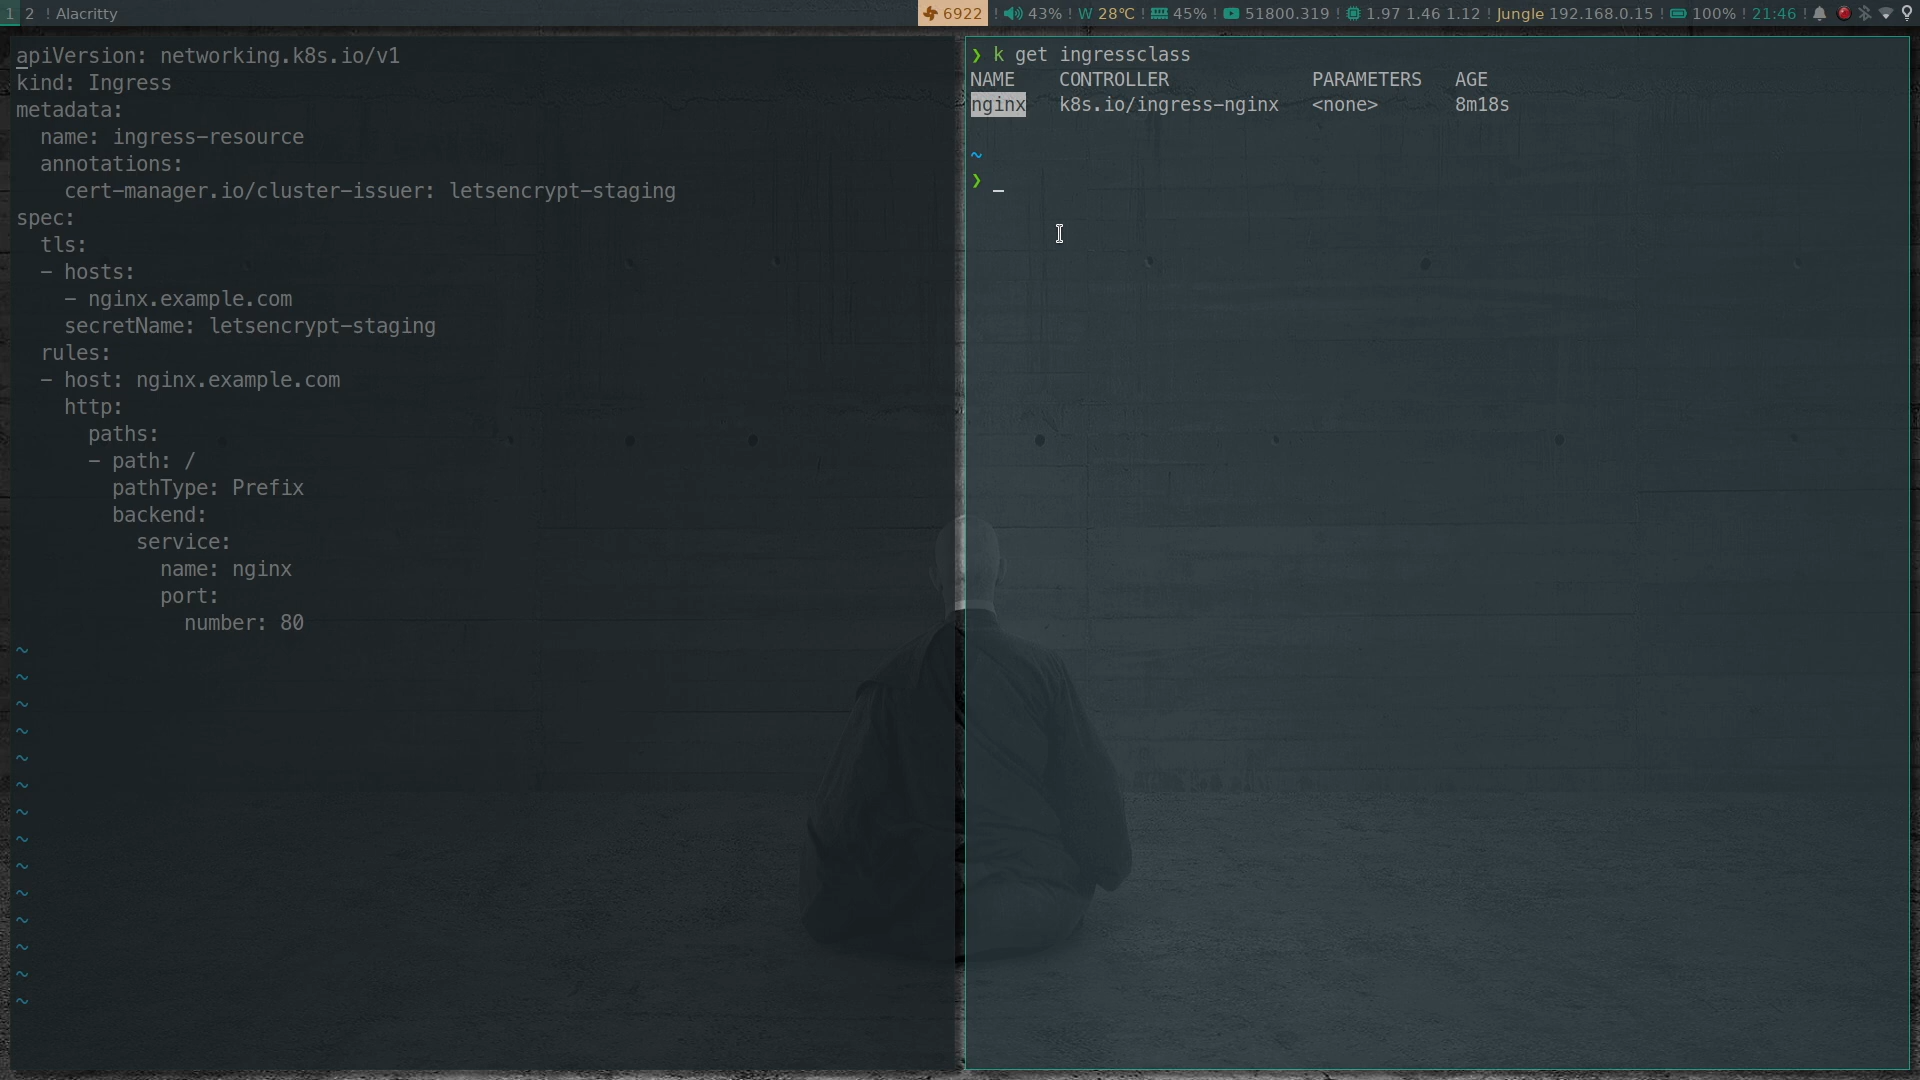 1 2 ! Alacritty 6922 ! 43% ! W 28°C ! 45% ! 51800.319 ! 1.97 1.46 1.12 ! Jungle 192.168.0.15 ! 100% ! 21:46 !
apiVersion: networking.k8s.io/v1
kind: Ingress
metadata:
  name: ingress-resource
  annotations:
    cert-manager.io/cluster-issuer: letsencrypt-staging
spec:
  tls:
  - hosts:
    - nginx.example.com
    secretName: letsencrypt-staging
  rules:
  - host: nginx.example.com
    http:
      paths:
      - path: /
        pathType: Prefix
        backend:
          service:
            name: nginx
            port:
              number: 80
~
~
~
~
~
~
~
~
~
~
~
~
~
~
❯ k get ingressclass
NAME    CONTROLLER             PARAMETERS   AGE
nginx   k8s.io/ingress-nginx   <none>       8m18s
~
❯ _